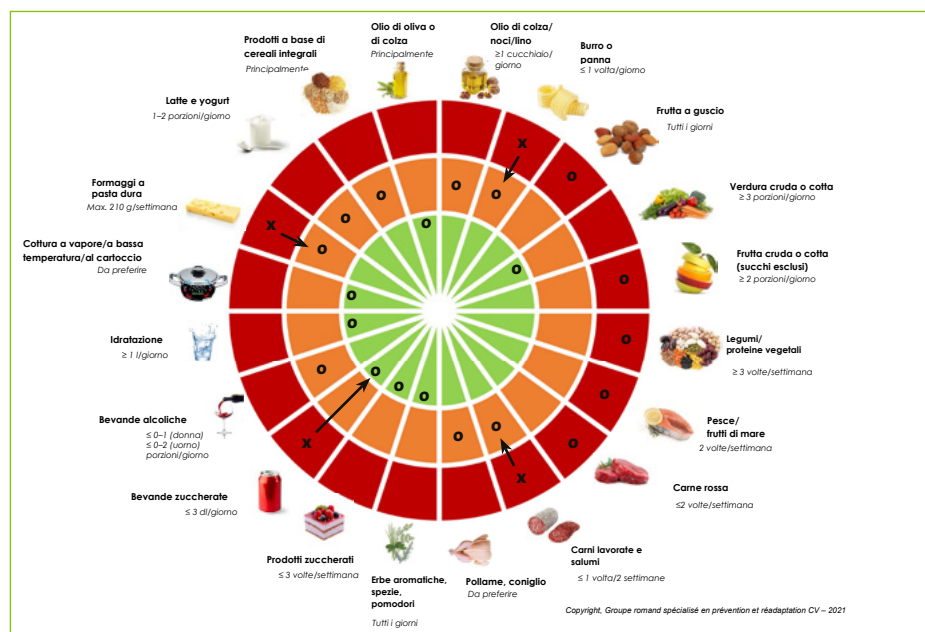 Olio di oliva o
di colza
Principalmente
Olio di colza/
noci/lino
≥1 cucchiaio/
giorno
Burro o
panna
≤ 1 volta/giorno
Frutta a guscio
Tutti i giorni
Verdura cruda o cotta
≥ 3 porzioni/giorno
Frutta cruda o cotta
(succhi esclusi)
≥ 2 porzioni/giorno
Legumi/
proteine vegetali
≥ 3 volte/settimana
Pesce/
frutti di mare
2 volte/settimana
Carne rossa
≤2 volte/settimana
Carni lavorate e
salumi
≤ 1 volta/2 settimane
Pollame, coniglio
Da preferire
Erbe aromatiche,
spezie,
pomodori
Tutti i giorni
Prodotti zuccherati
≤ 3 volte/settimana
Bevande zuccherate
≤ 3 dl/giorno
Bevande alcoliche
≤ 0–1 (donna)
≤ 0–2 (uorno)
porzioni/giorno
Idratazione
≥ 1 l/giorno
Cottura a vapore/a bassa
temperatura/al cartoccio
Da preferire
Formaggi a
pasta dura
Max. 210 g/settimana
Latte e yogurt
1–2 porzioni/giorno
Prodotti a base di
cereali integrali
Principalmente
x
o
o
o
o
o
o
o
x
o
o
o
o
o
o
o
o
o
x
o
o
o
o
o
x
Copyright, Groupe romand spécialisé en prévention et réadaptation CV – 2021